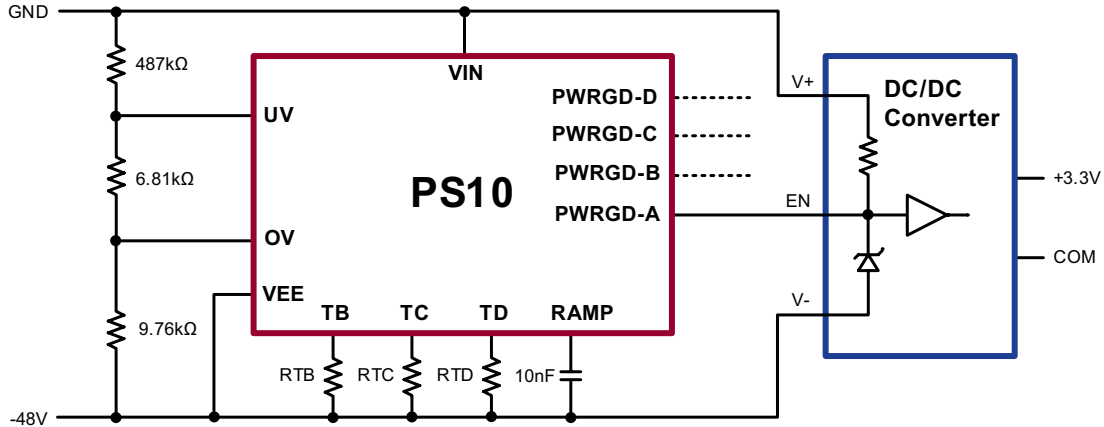 GND
487kΩ
VIN
V+
DC/DC
Converter
UV
PWRGD-D
PWRGD-C
6.81kΩ
PS10
PWRGD-B
+3.3V
EN
PWRGD-A
OV
COM
VEE
V-
TB TC TD RAMP
9.76kΩ
RTB RTC RTD 10nF
-48V